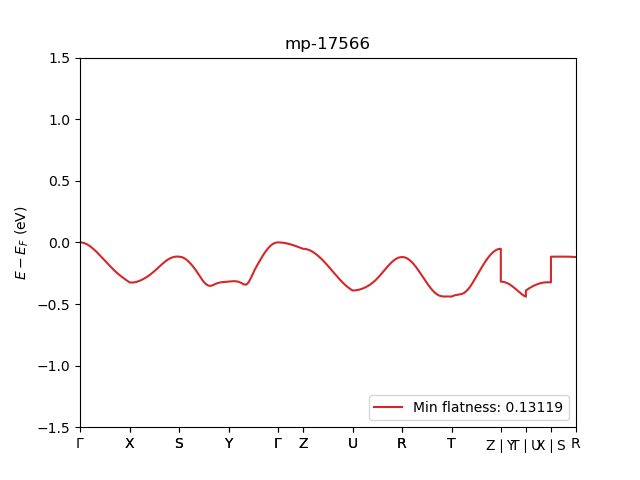 mp-17566
E − E_F (eV)
1.5
1.0
0.5
0.0
−0.5
−1.0
−1.5
Min flatness: 0.13119
Γ X S Y Γ Z U R T Z | Y T | U X | S R